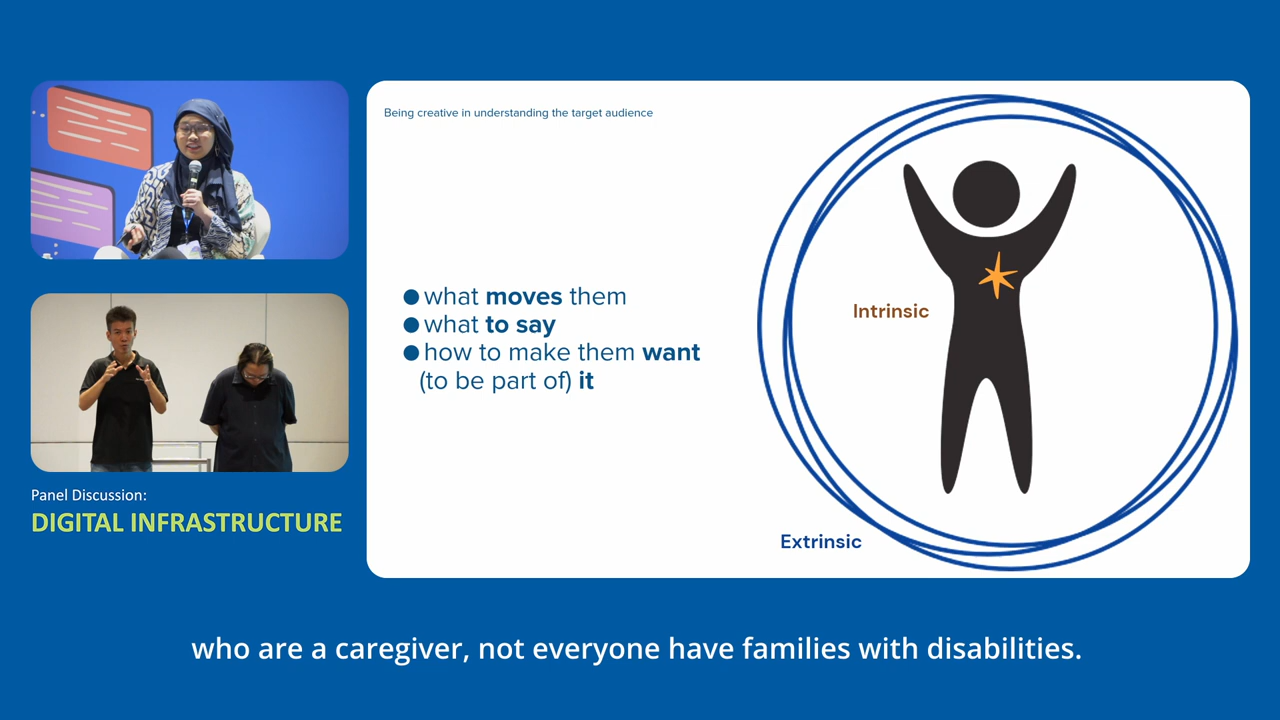 Being creative in understanding the target audience
what moves them
what to say
how to make them want
(to be part of) it
Intrinsic
Extrinsic
Panel Discussion:
DIGITAL INFRASTRUCTURE
who are a caregiver, not everyone have families with disabilities.